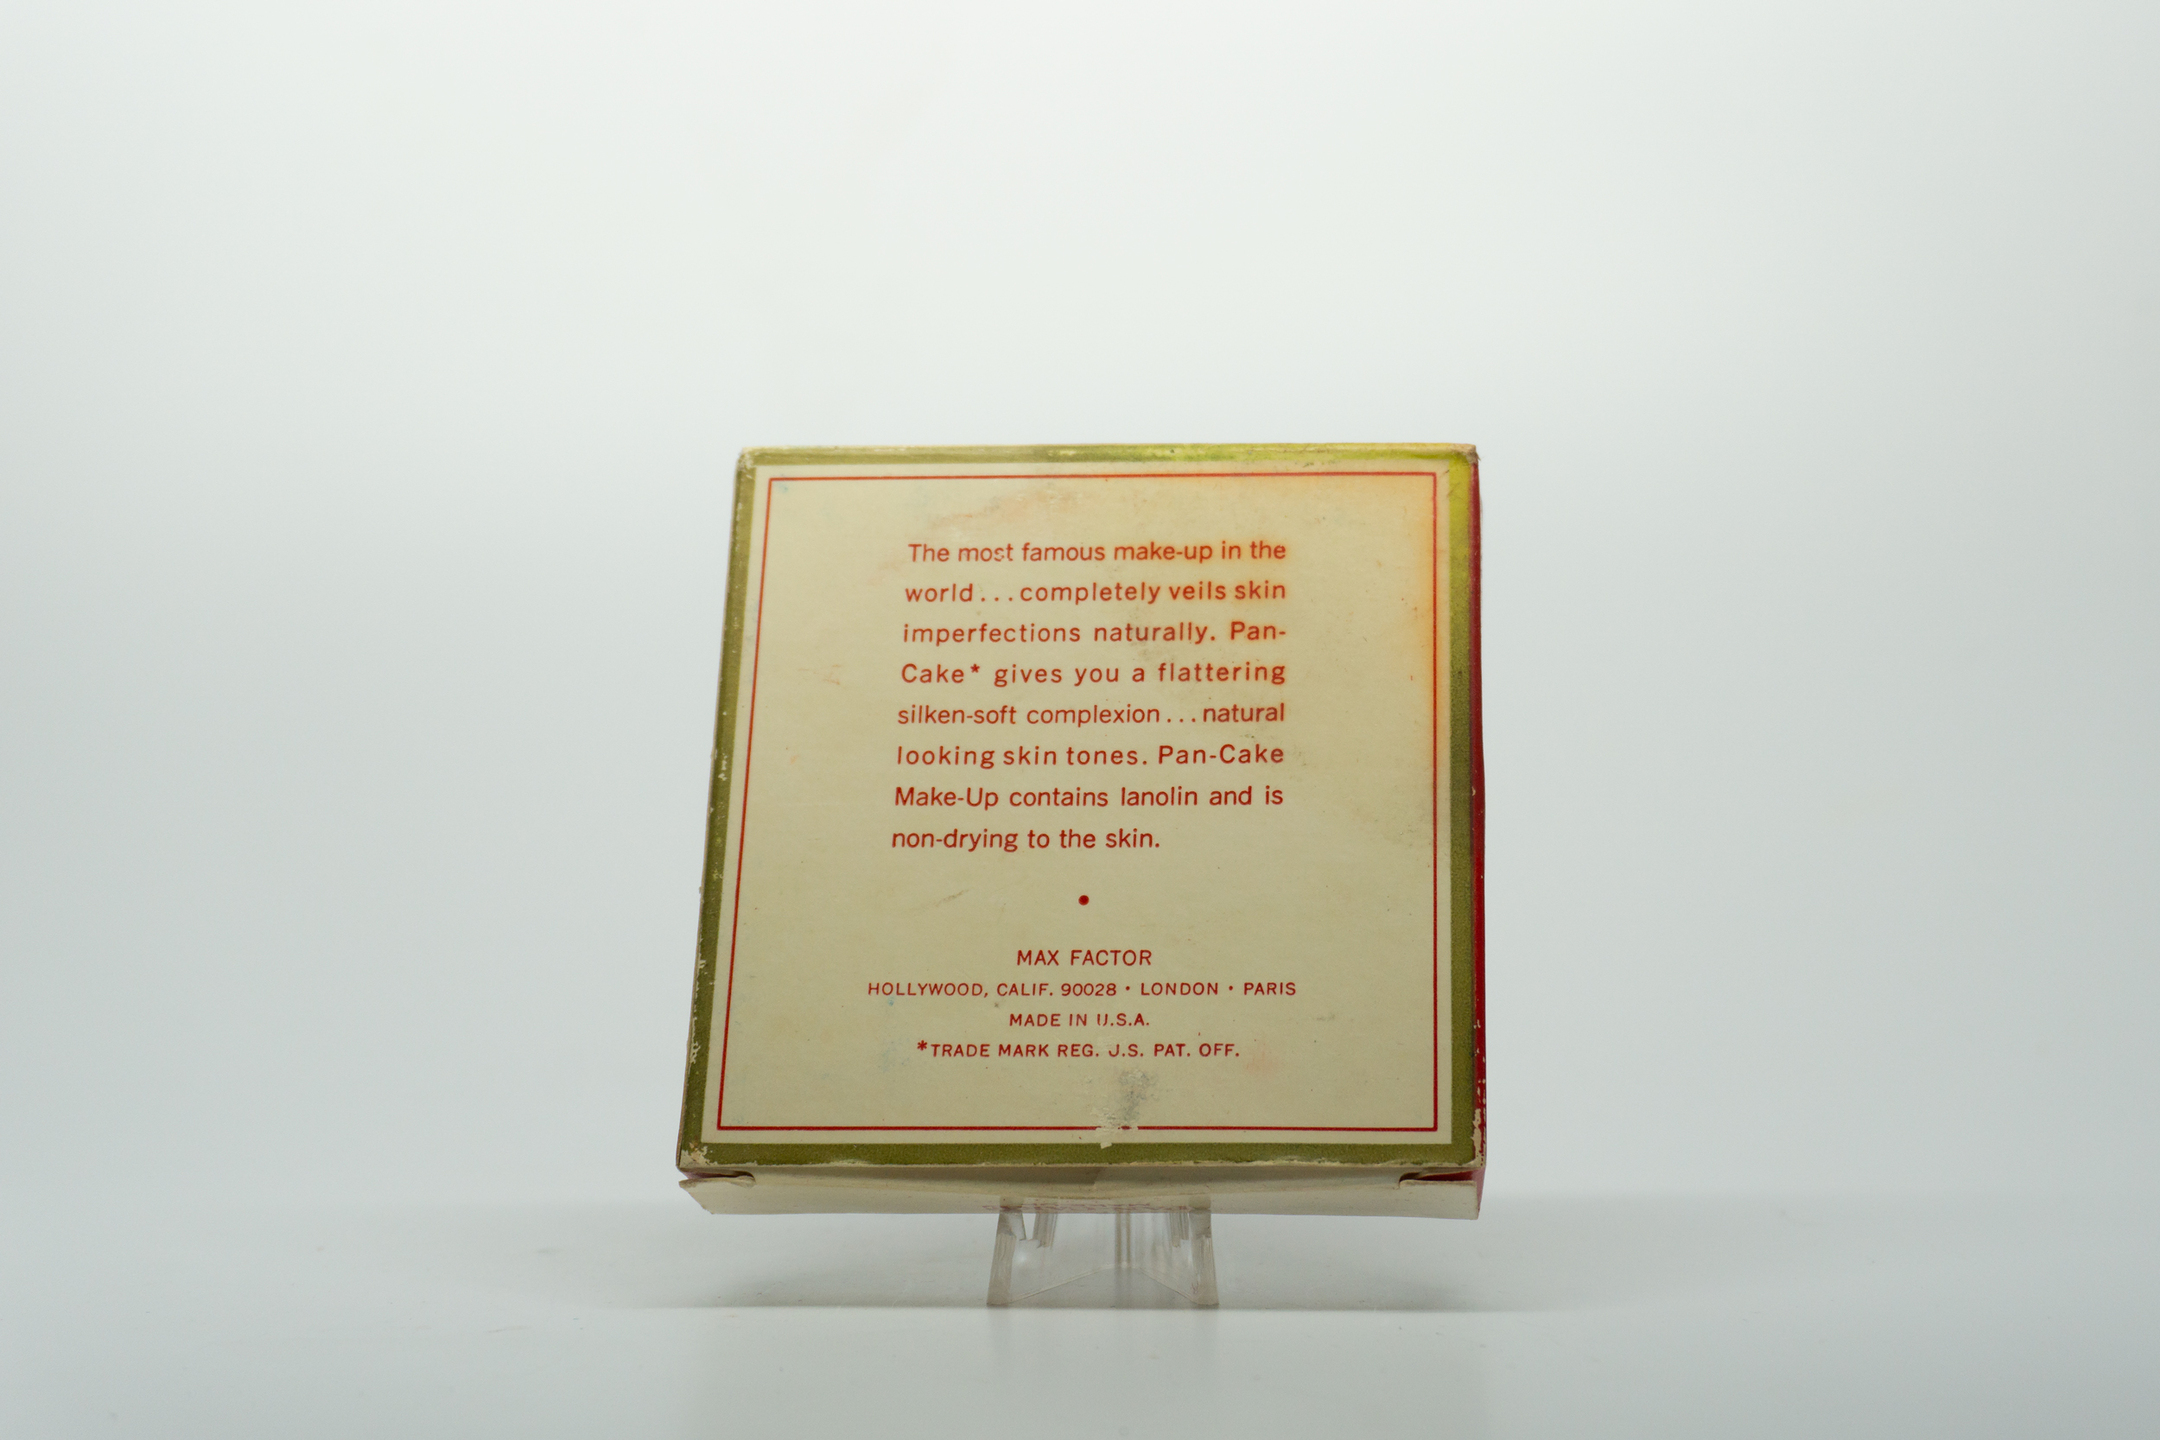 The most famous make-up in the
world...completely veils skin
imperfections naturally. Pan-
Cake* gives you a flattering
silken-soft complexion...natural
looking skin tones. Pan-Cake
Make-Up contains lanolin and is
non-drying to the skin.
•
MAX FACTOR
HOLLYWOOD, CALIF. 90028 • LONDON • PARIS
MADE IN U.S.A.
*TRADE MARK REG. U.S. PAT. OFF.